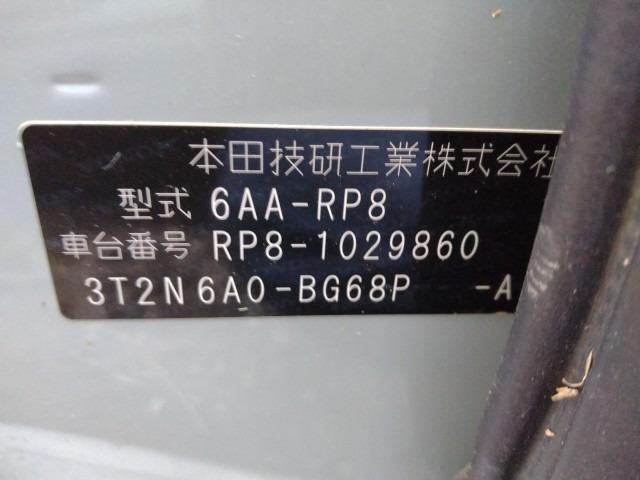 本田技研工業株式会社
型式 6AA-RP8
車台番号 RP8-1029860
3T2N6A0-BG68P -A